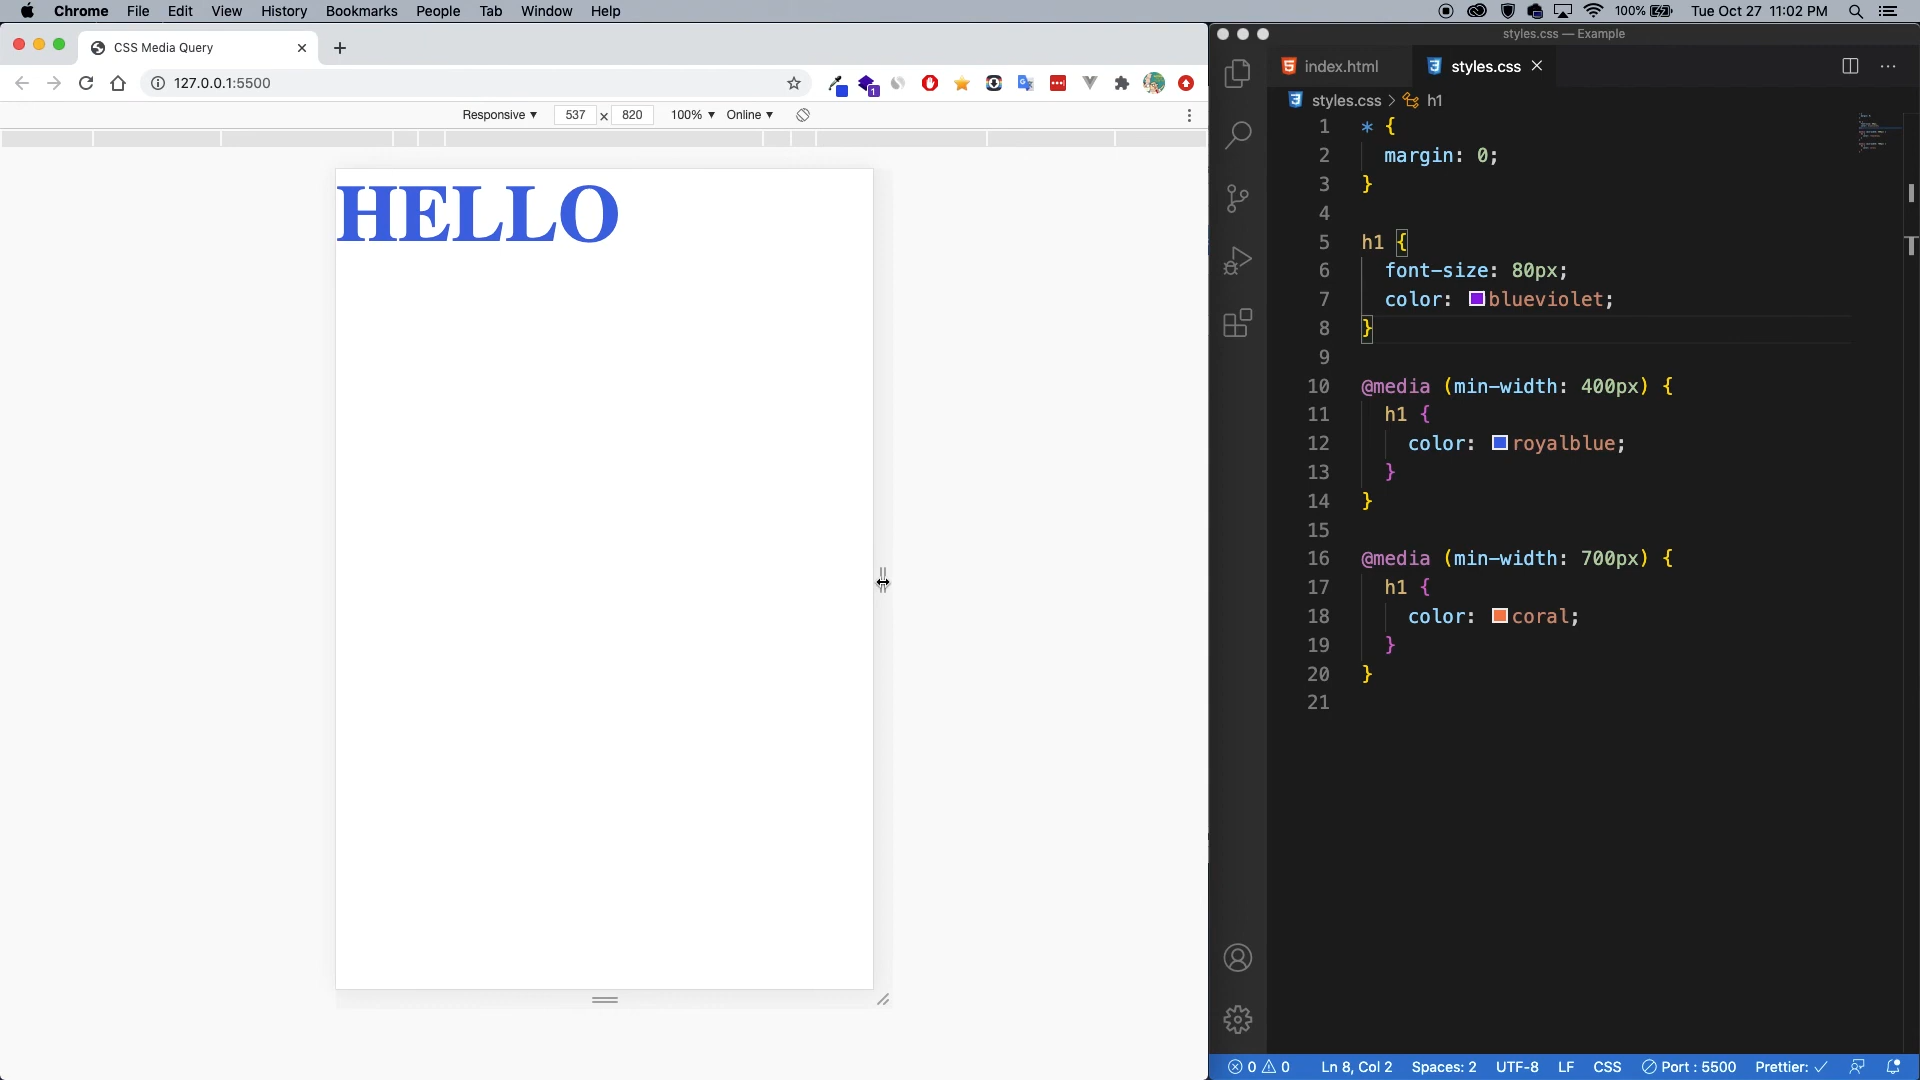 Chrome File Edit View History Bookmarks People Tab Window Help 100% Tue Oct 27 11:02 PM
CSS Media Query
127.0.0.1:5500
1
Responsive 537 x 820 100% Online
HELLO
styles.css — Example
index.html styles.css
styles.css > h1
1 * {
2 margin: 0;
3 }
4
5 h1 {
6 font-size: 80px;
7 color: blueviolet;
8 }
9
10 @media (min-width: 400px) {
11 h1 {
12 color: royalblue;
13 }
14 }
15
16 @media (min-width: 700px) {
17 h1 {
18 color: coral;
19 }
20 }
21
0 0 Ln 8, Col 2 Spaces: 2 UTF-8 LF CSS Port : 5500 Prettier: ✓